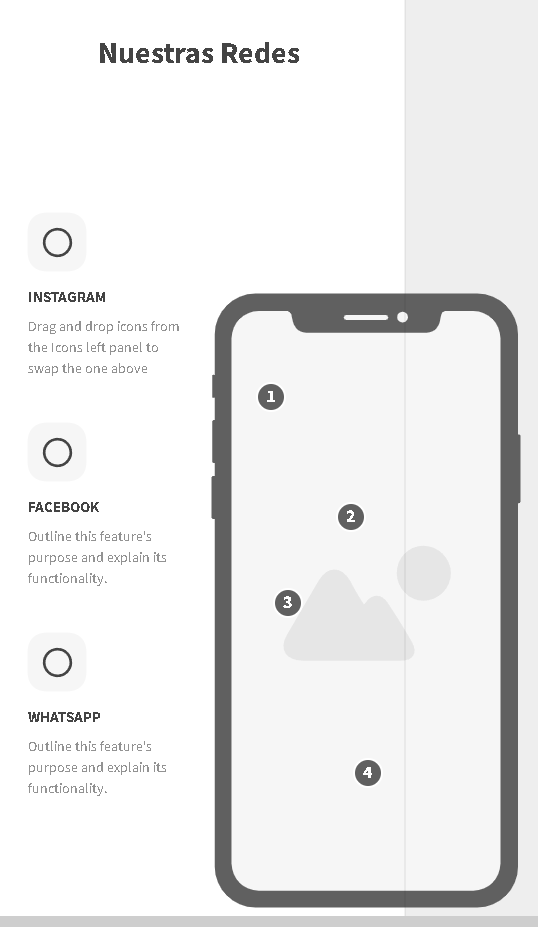 Nuestras Redes
INSTAGRAM
Drag and drop icons from
the Icons left panel to
swap the one above
FACEBOOK
Outline this feature's
purpose and explain its
functionality.
WHATSAPP
Outline this feature's
purpose and explain its
functionality.
1
2
3
4